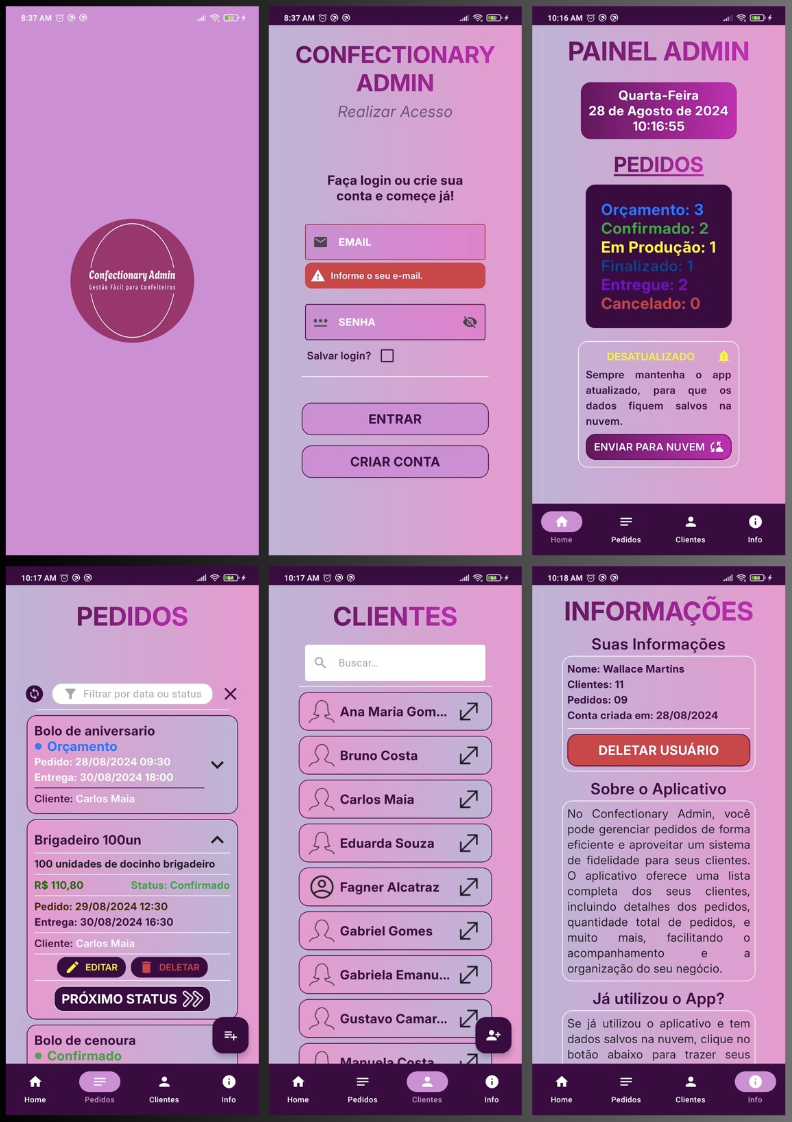 8:37 AM
Confectionary Admin
Gestão Fácil para Confeiteiros
8:37 AM
CONFECTIONARY
ADMIN
Realizar Acesso
Faça login ou crie sua
conta e começe já!
EMAIL
Informe o seu e-mail.
SENHA
Salvar login?
ENTRAR
CRIAR CONTA
10:16 AM
PAINEL ADMIN
Quarta-Feira
28 de Agosto de 2024
10:16:55
PEDIDOS
Orçamento: 3
Confirmado: 2
Em Produção: 1
Finalizado: 1
Entregue: 2
Cancelado: 0
DESATUALIZADO
Sempre mantenha o app
atualizado, para que os
dados fiquem salvos na
nuvem.
ENVIAR PARA NUVEM
Home Pedidos Clientes Info
10:17 AM
PEDIDOS
Filtrar por data ou status
Bolo de aniversario
Orçamento
Pedido: 28/08/2024 09:30
Entrega: 30/08/2024 18:00
Cliente: Carlos Maia
Brigadeiro 100un
100 unidades de docinho brigadeiro
R$ 110,80 Status: Confirmado
Pedido: 29/08/2024 12:30
Entrega: 30/08/2024 16:30
Cliente: Carlos Maia
EDITAR DELETAR
PRÓXIMO STATUS
Bolo de cenoura
Confirmado
Home Pedidos Clientes Info
10:17 AM
CLIENTES
Buscar...
Ana Maria Gom...
Bruno Costa
Carlos Maia
Eduarda Souza
Fagner Alcatraz
Gabriel Gomes
Gabriela Emanu...
Gustavo Camar...
Manuela Costa
Home Pedidos Clientes Info
10:18 AM
INFORMAÇÕES
Suas Informações
Nome: Wallace Martins
Clientes: 11
Pedidos: 09
Conta criada em: 28/08/2024
DELETAR USUÁRIO
Sobre o Aplicativo
No Confectionary Admin, você
pode gerenciar pedidos de forma
eficiente e aproveitar um sistema
de fidelidade para seus clientes.
O aplicativo oferece uma lista
completa dos seus clientes,
incluindo detalhes dos pedidos,
quantidade total de pedidos, e
muito mais, facilitando o
acompanhamento e a
organização do seu negócio.
Já utilizou o App?
Se já utilizou o aplicativo e tem
dados salvos na nuvem, clique no
botão abaixo para trazer seus
Home Pedidos Clientes Info